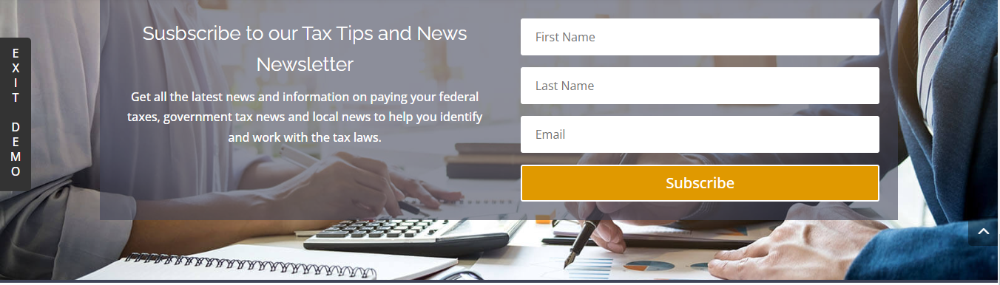 EXIT DEMO
Susbscribe to our Tax Tips and News
Newsletter
Get all the latest news and information on paying your federal
taxes, government tax news and local news to help you identify
and work with the tax laws.
First Name
Last Name
Email
Subscribe